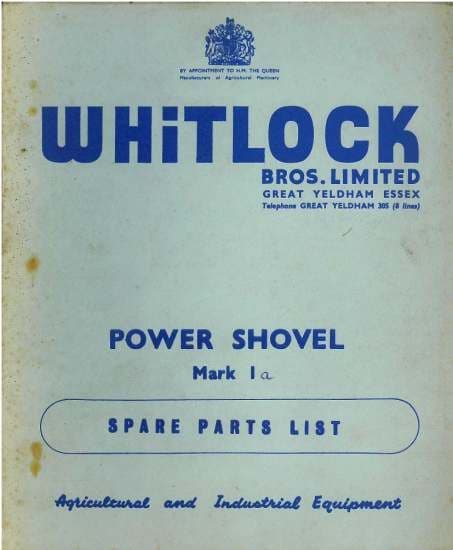 BY APPOINTMENT TO H.M. THE QUEEN
Manufacturers of Agricultural Machinery
WHiTLOCK
BROS. LIMITED
GREAT YELDHAM ESSEX
Telephone GREAT YELDHAM 305 (8 lines)
POWER SHOVEL
Mark 1a
SPARE PARTS LIST
Agricultural and Industrial Equipment